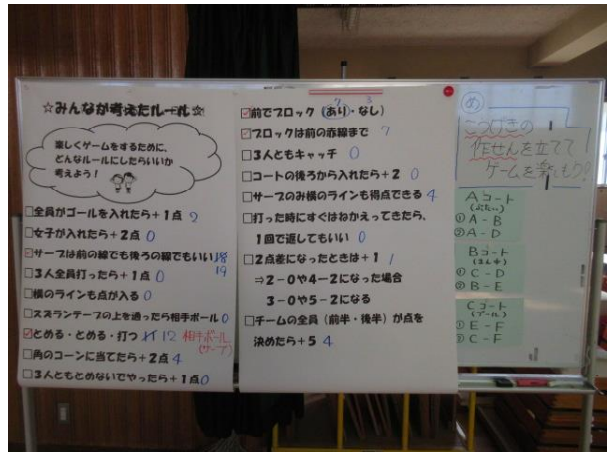 ☆みんなが考えたルール☆
楽しくゲームをするために、
どんなルールにしたらいいか
考えよう！
□全員がゴールを入れたら＋1点 2
□女子が入れたら＋2点 0
☑サーブは前の線でも後ろの線でもいい 18
19
□3人全員打ったら＋1点 0
□横のラインも点が入る 0
□スズランテープの上を通ったら相手ボール 0
☑とめる・とめる・打つ 12 相手ボール
(サーブ)
□角のコーンに当てたら＋2点 4
□3人ともとめないでやったら＋1点 0
7 3
☑前でブロック（あり・なし）
☑ブロックは前の赤線まで 7
□3人ともキャッチ 0
□コートの後ろから入れたら＋2 0
□サーブのみ横のラインも得点できる 4
□打った時にすぐはねかえってきたら、
1回で返してもいい 0
□2点差になったときは＋1 1
⇒2－0や4－2になった場合
3－0や5－2になる
□チームの全員（前半・後半）が点を
決めたら＋5 4
め
こうげきの
作せんを立てて
ゲームを楽しもう
Aコート
① A - B
② A - D
Bコート
① C - D
② B - E
Cコート
(プール)
① E - F
② C - F